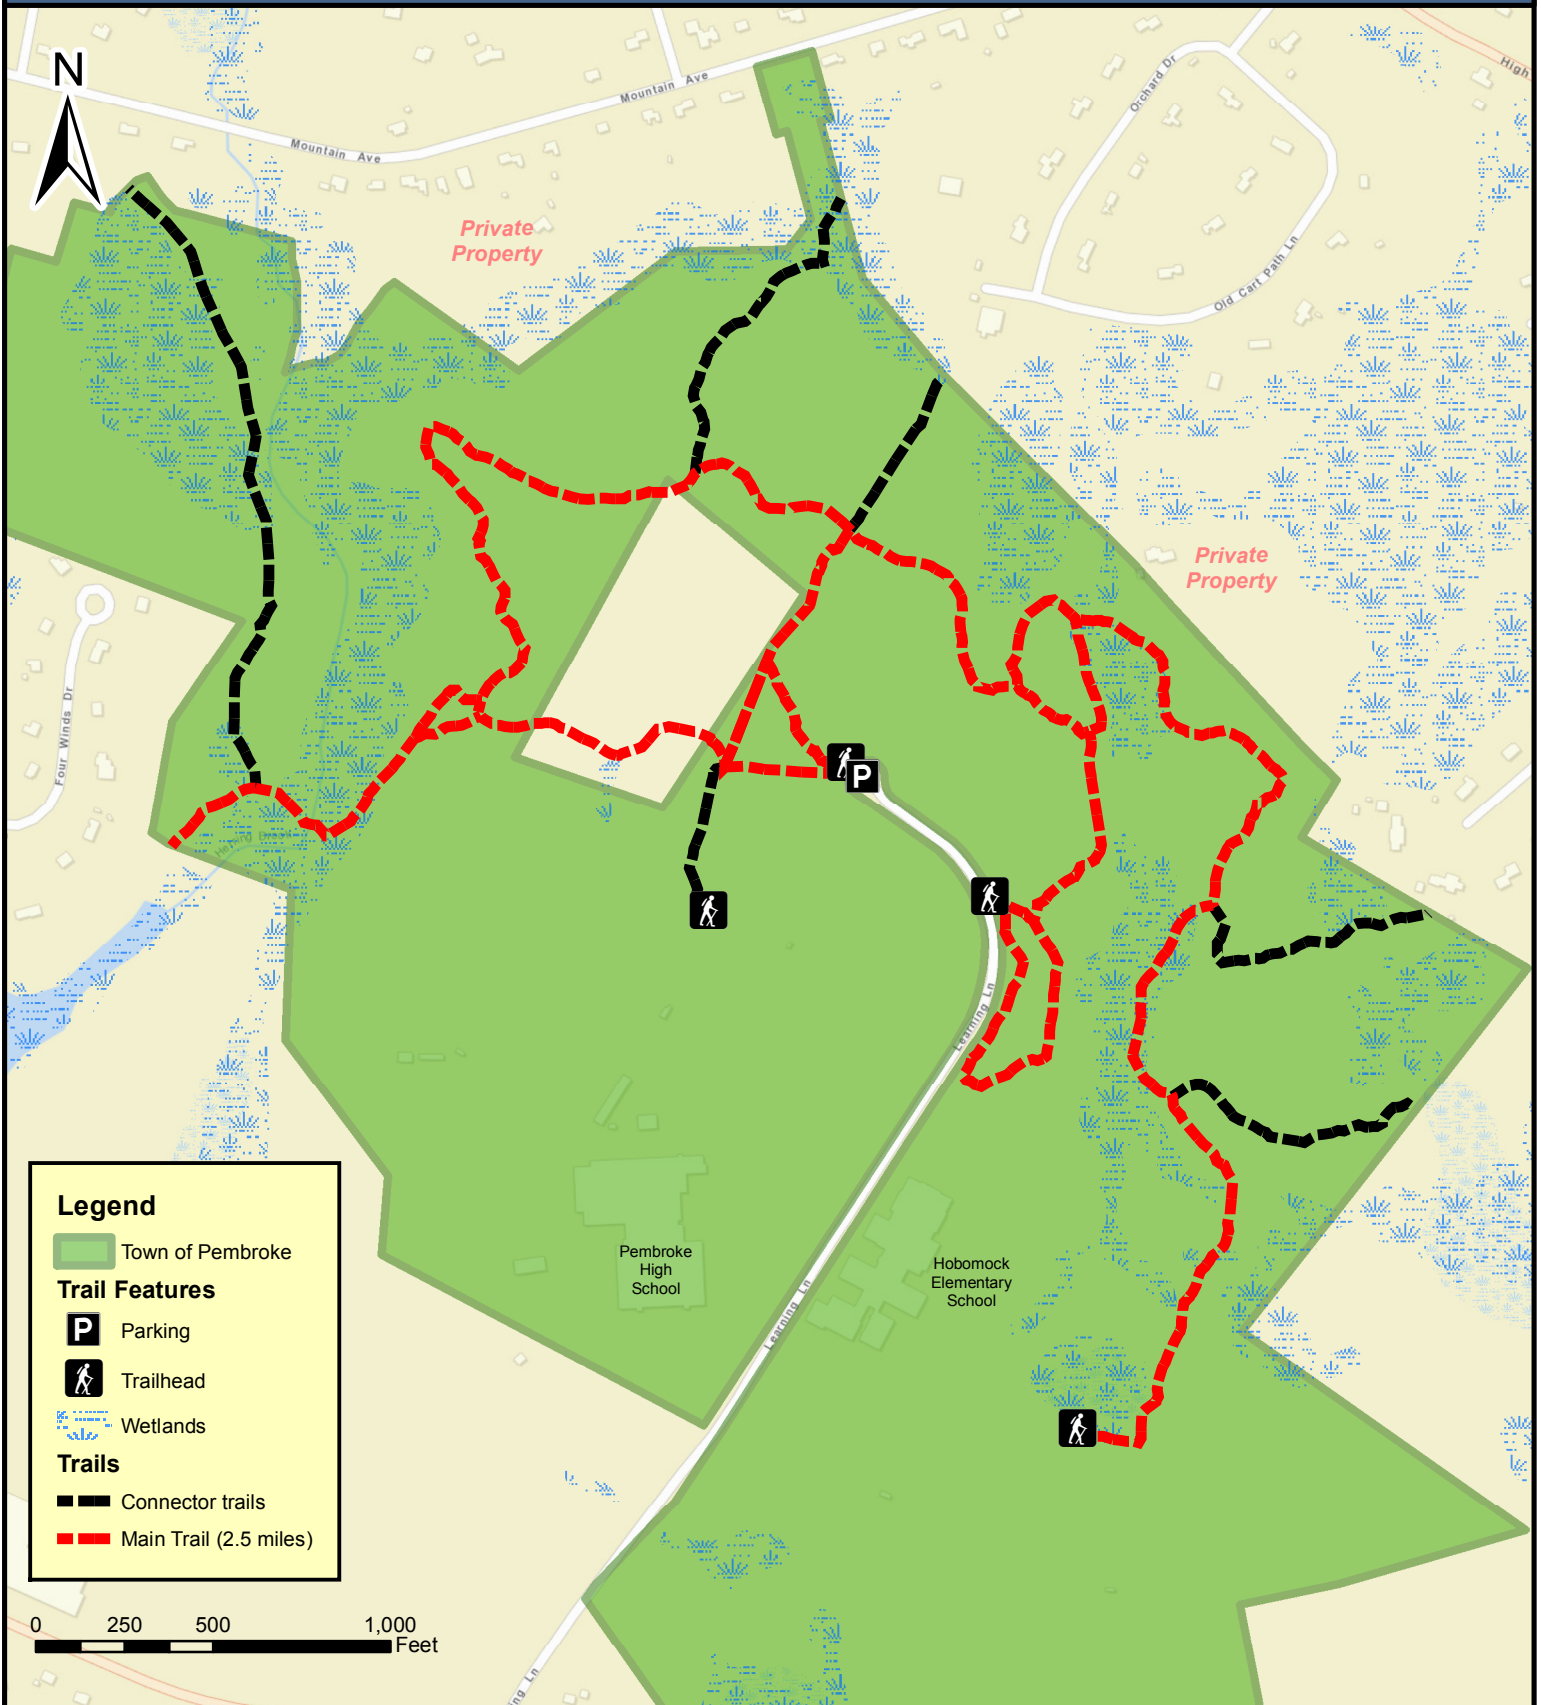 N
Mountain Ave
Mountain Ave
Orchard Dr
High
Private
Property
Old Cart Path Ln
Private
Property
Four Winds Dr
P
Learning Ln
Legend
Town of Pembroke
Trail Features
P
Parking
Trailhead
Wetlands
Trails
Connector trails
Main Trail (2.5 miles)
Pembroke
High
School
Hobomock
Elementary
School
Learning Ln
0 250 500 1,000
Feet
ing Ln